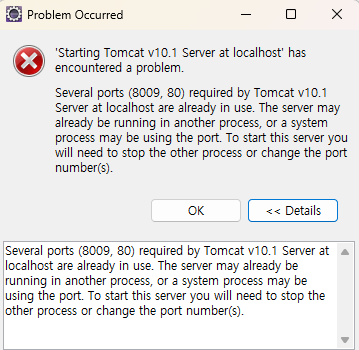 Problem Occurred
'Starting Tomcat v10.1 Server at localhost' has
encountered a problem.
Several ports (8009, 80) required by Tomcat v10.1
Server at localhost are already in use. The server may
already be running in another process, or a system
process may be using the port. To start this server you
will need to stop the other process or change the port
number(s).
OK
<< Details
Several ports (8009, 80) required by Tomcat v10.1 Server at
localhost are already in use. The server may already be
running in another process, or a system process may be
using the port. To start this server you will need to stop the
other process or change the port number(s).